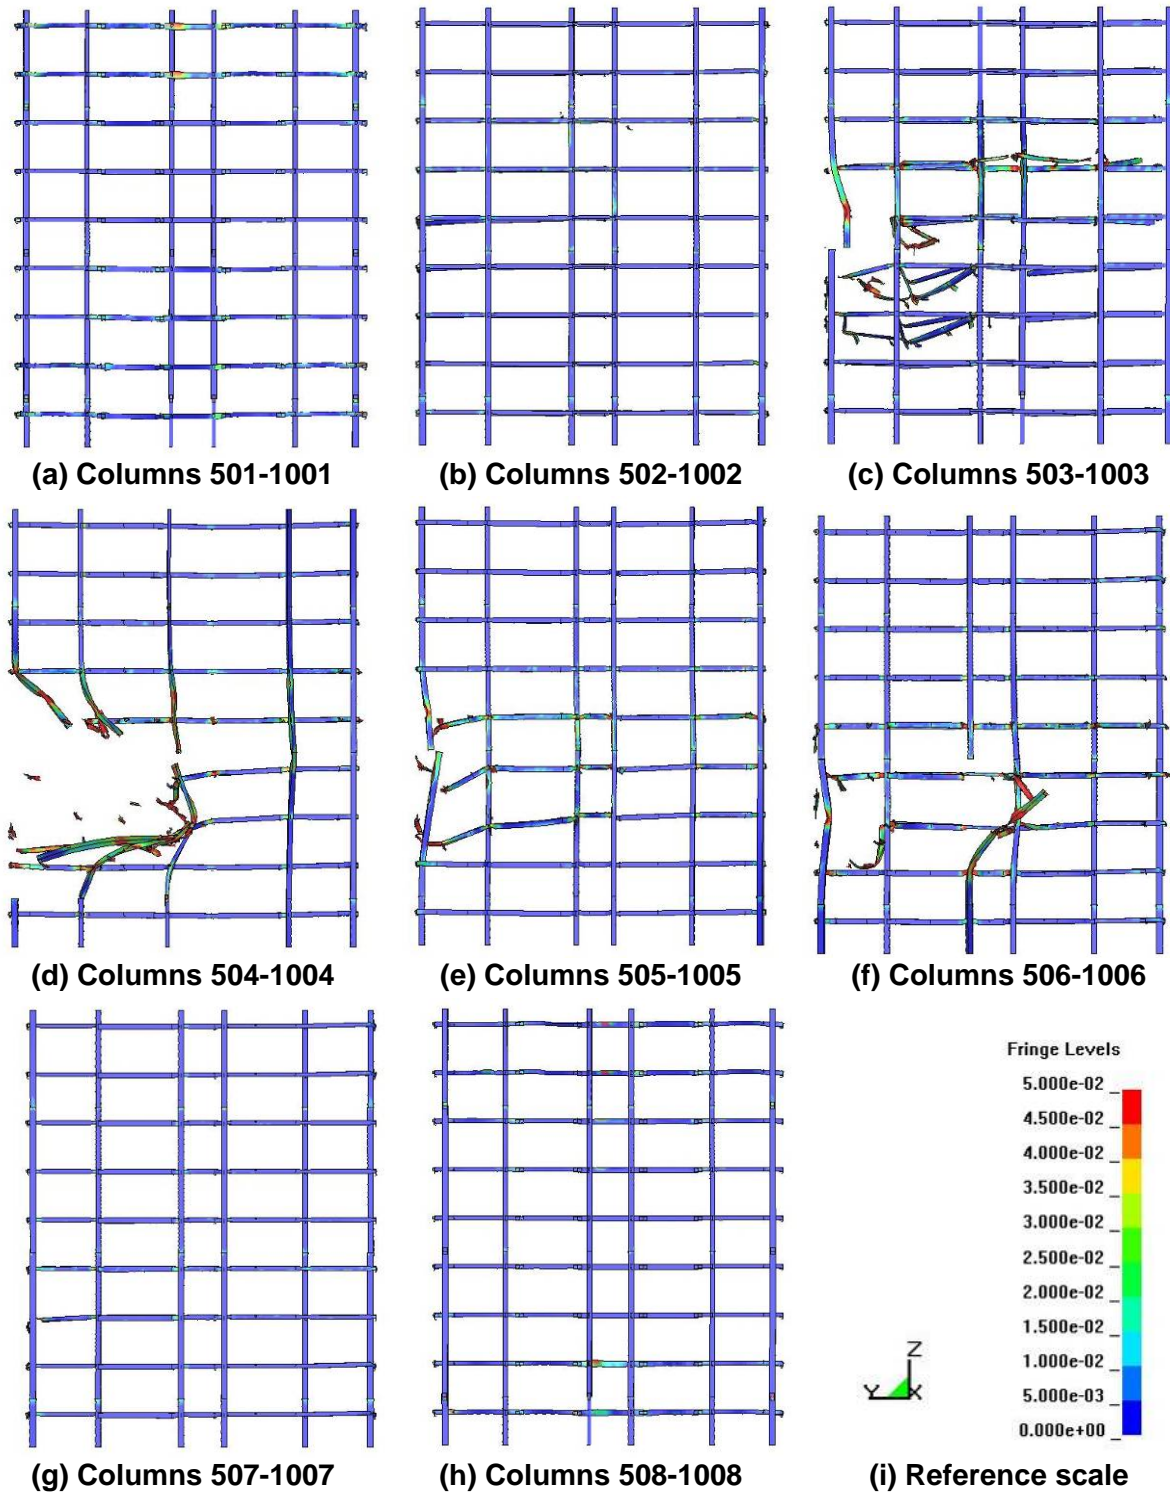 (a) Columns 501-1001
(b) Columns 502-1002
(c) Columns 503-1003
(d) Columns 504-1004
(e) Columns 505-1005
(f) Columns 506-1006
(g) Columns 507-1007
(h) Columns 508-1008
Fringe Levels
5.000e-02
4.500e-02
4.000e-02
3.500e-02
3.000e-02
2.500e-02
2.000e-02
1.500e-02
1.000e-02
5.000e-03
0.000e+00
Z
Y X
(i) Reference scale